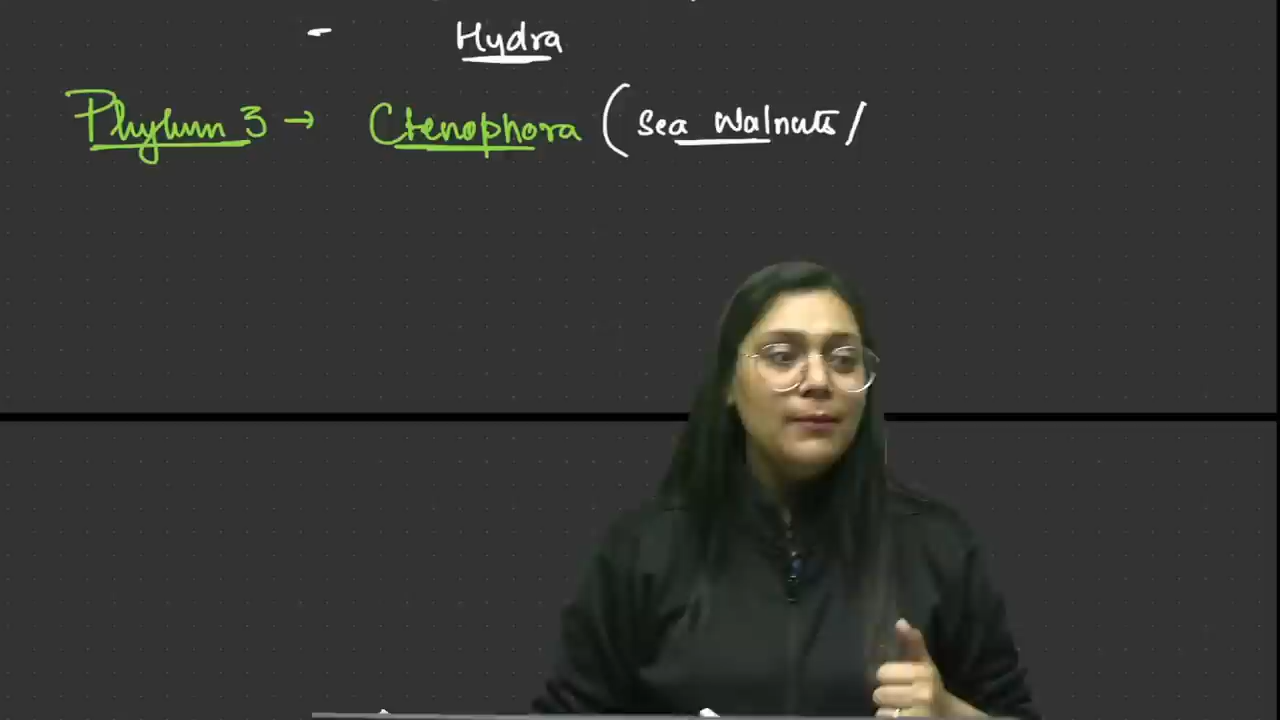 - Hydra
Phylum 3 → Ctenophora (Sea Walnuts/